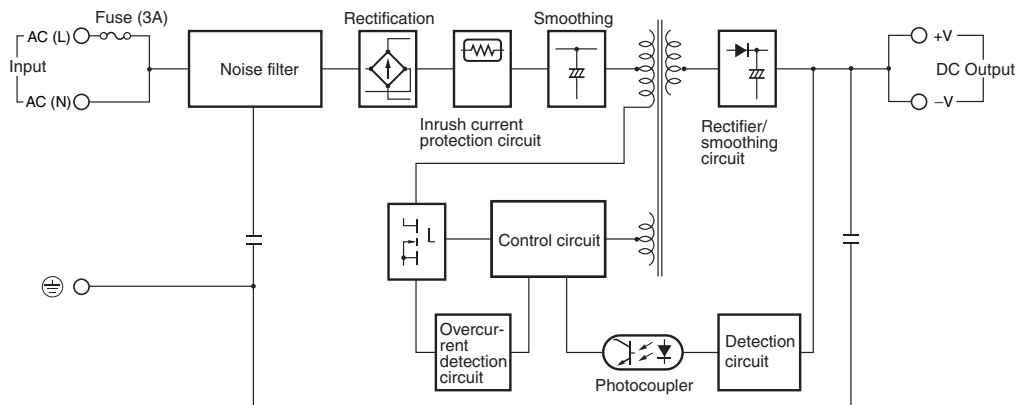 Fuse (3A)
Rectification
Smoothing
AC (L)
Input
AC (N)
Noise filter
+V
DC Output
−V
Inrush current
protection circuit
Rectifier/
smoothing
circuit
Control circuit
Overcur-
rent
detection
circuit
Photocoupler
Detection
circuit